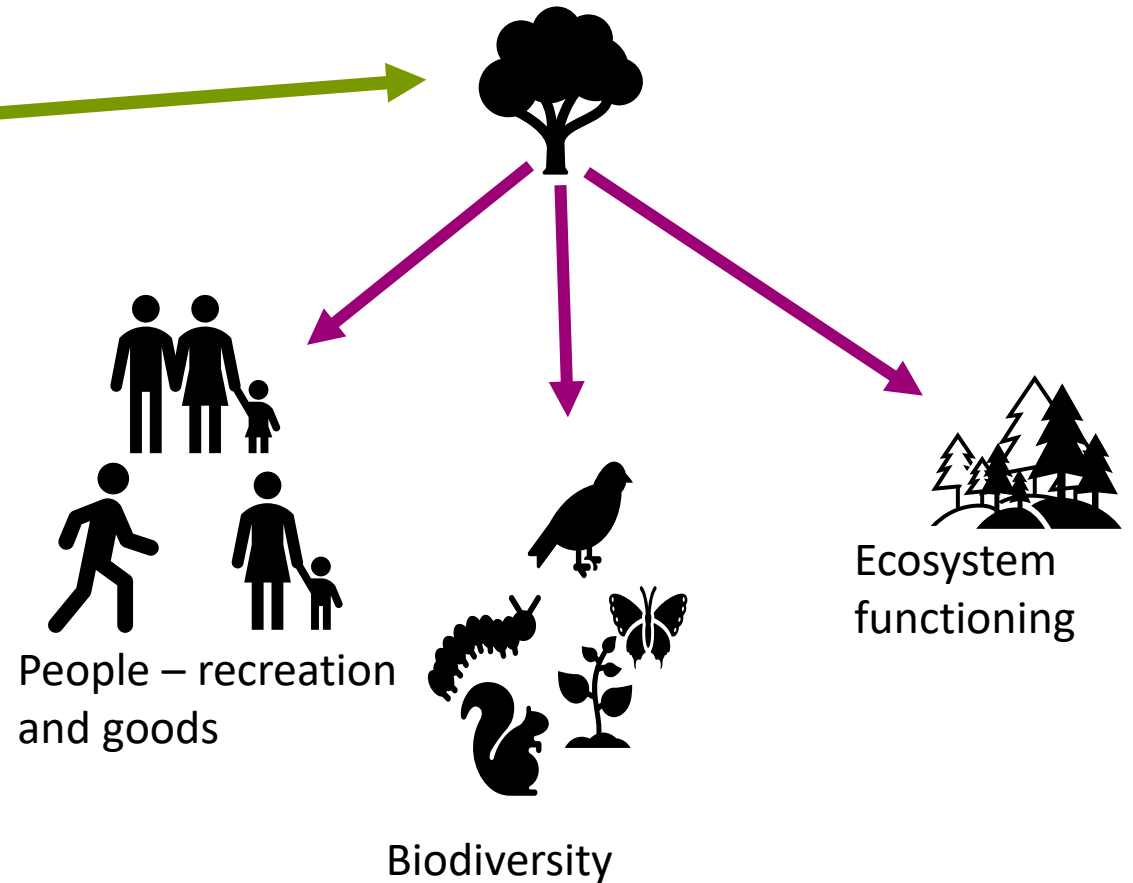 People – recreation
and goods
Biodiversity
Ecosystem
functioning